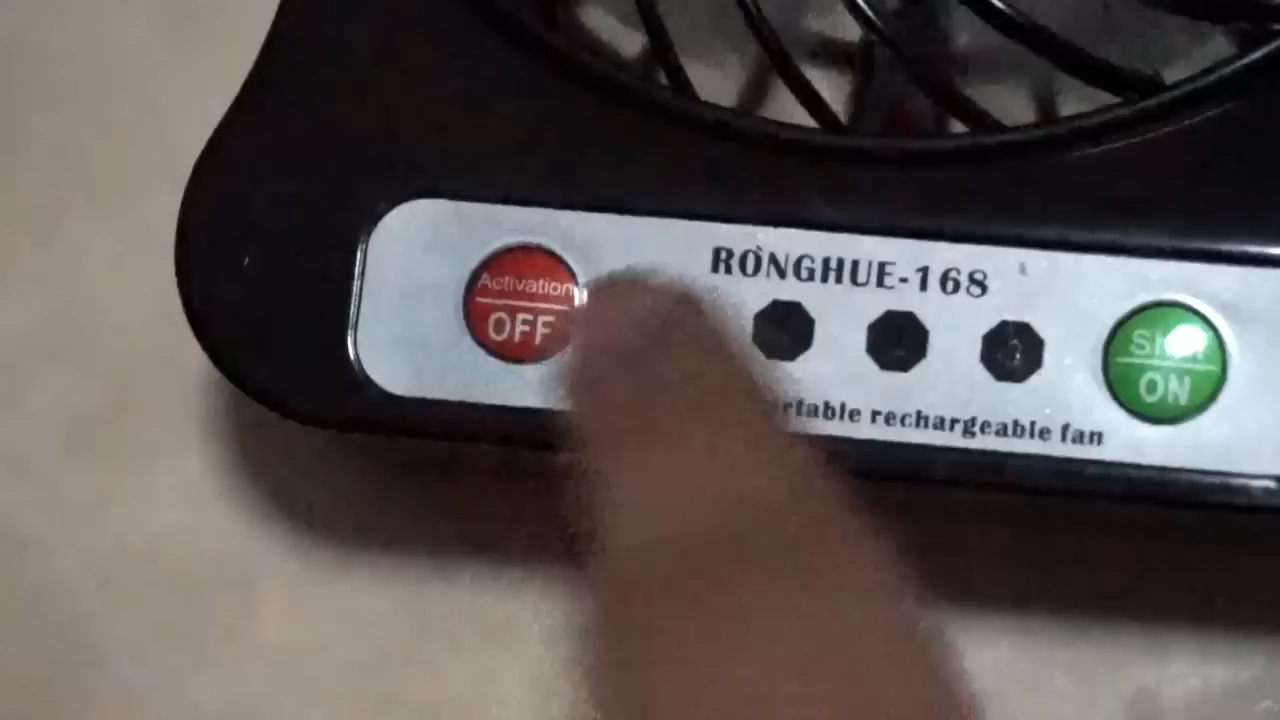 Activation
OFF
RONGHUE-168
rechargeable fan
ON